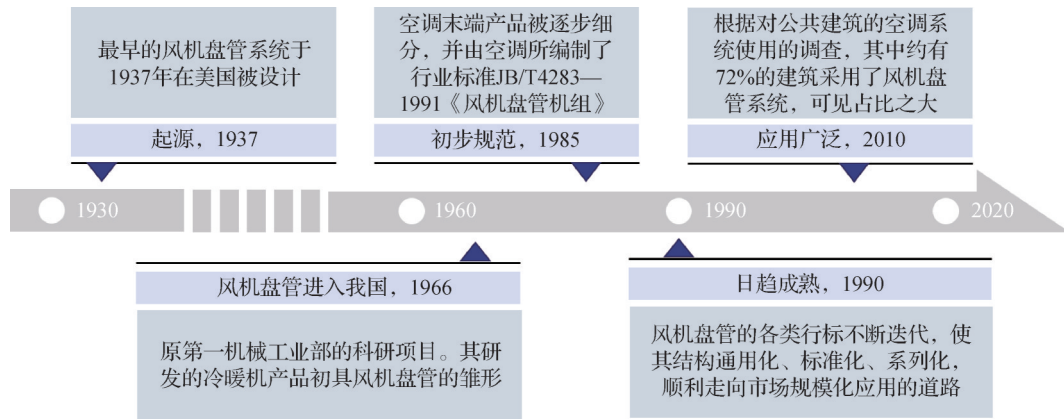 最早的风机盘管系统于
1937年在美国被设计
起源，1937
空调末端产品被逐步细
分，并由空调所编制了
行业标准JB/T4283—
1991《风机盘管机组》
初步规范，1985
根据对公共建筑的空调系
统使用的调查，其中约有
72%的建筑采用了风机盘
管系统，可见占比之大
应用广泛，2010
1930
1960
1990
2020
风机盘管进入我国，1966
原第一机械工业部的科研项目。其研
发的冷暖机产品初具风机盘管的雏形
日趋成熟，1990
风机盘管的各类行标不断迭代，使
其结构通用化、标准化、系列化，
顺利走向市场规模化应用的道路